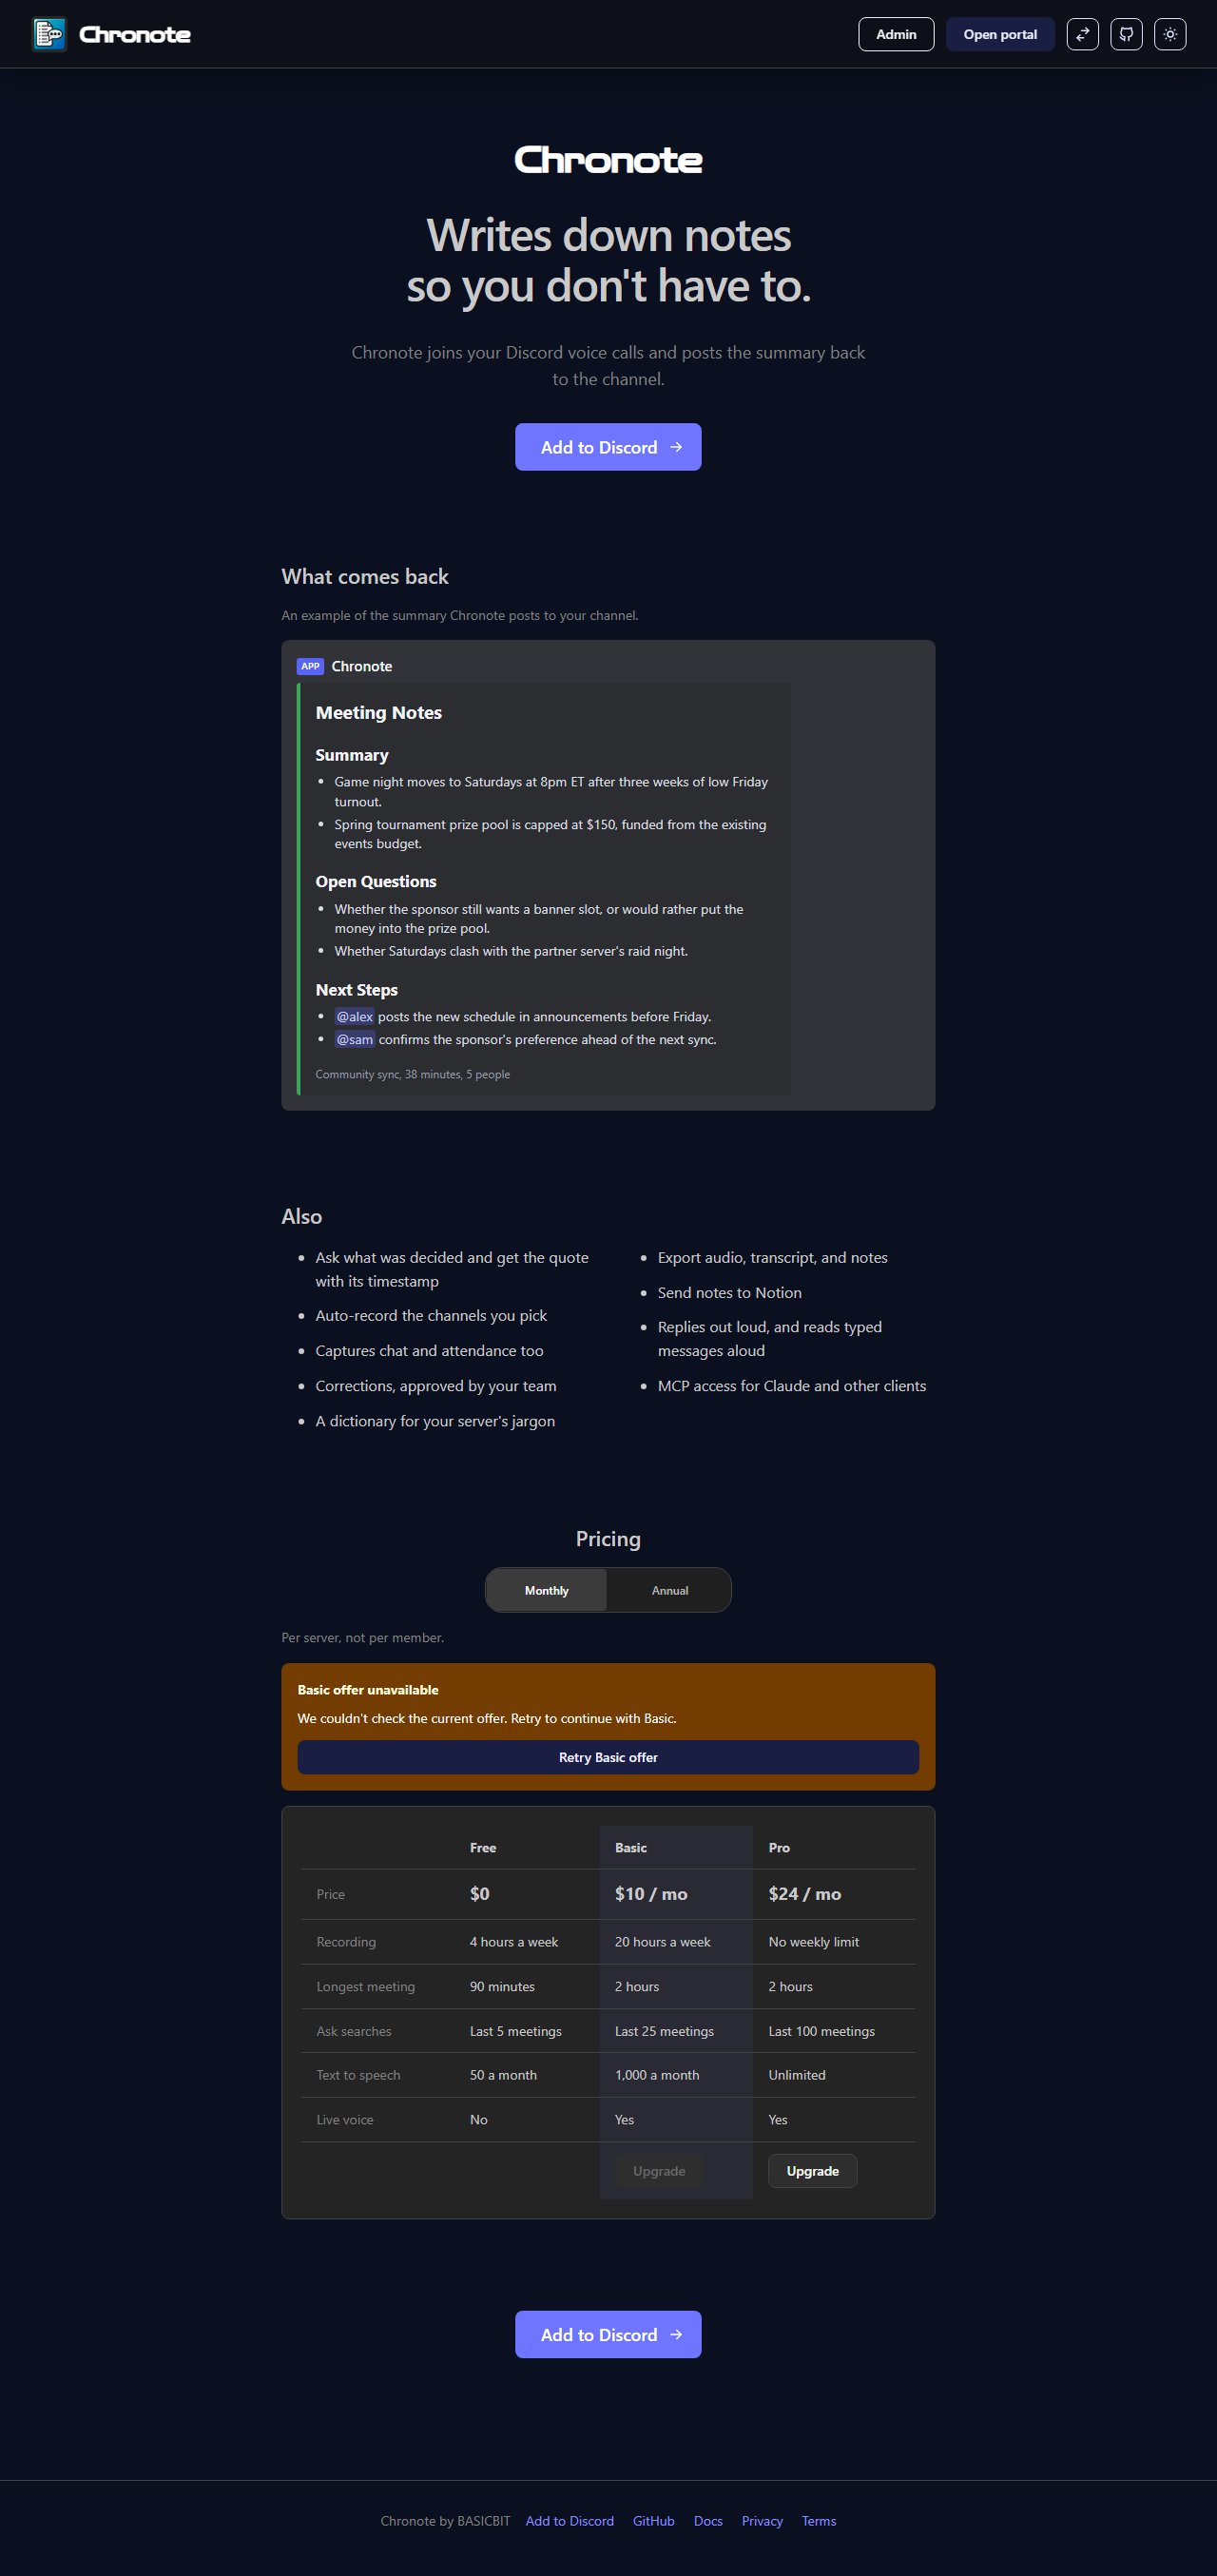 Chronote
Admin
Open portal
Chronote
Writes down notes
so you don't have to.
Chronote joins your Discord voice calls and posts the summary back
to the channel.
Add to Discord →
What comes back
An example of the summary Chronote posts to your channel.
APP Chronote
Meeting Notes
Summary
• Game night moves to Saturdays at 8pm ET after three weeks of low Friday
turnout.
• Spring tournament prize pool is capped at $150, funded from the existing
events budget.
Open Questions
• Whether the sponsor still wants a banner slot, or would rather put the
money into the prize pool.
• Whether Saturdays clash with the partner server's raid night.
Next Steps
• @alex posts the new schedule in announcements before Friday.
• @sam confirms the sponsor's preference ahead of the next sync.
Community sync, 38 minutes, 5 people
Also
• Ask what was decided and get the quote
with its timestamp
• Auto-record the channels you pick
• Captures chat and attendance too
• Corrections, approved by your team
• A dictionary for your server's jargon
• Export audio, transcript, and notes
• Send notes to Notion
• Replies out loud, and reads typed
messages aloud
• MCP access for Claude and other clients
Pricing
Monthly Annual
Per server, not per member.
Basic offer unavailable
We couldn't check the current offer. Retry to continue with Basic.
Retry Basic offer
Free Basic Pro
Price $0 $10 / mo $24 / mo
Recording 4 hours a week 20 hours a week No weekly limit
Longest meeting 90 minutes 2 hours 2 hours
Ask searches Last 5 meetings Last 25 meetings Last 100 meetings
Text to speech 50 a month 1,000 a month Unlimited
Live voice No Yes Yes
Upgrade Upgrade
Add to Discord →
Chronote by BASICBIT Add to Discord GitHub Docs Privacy Terms